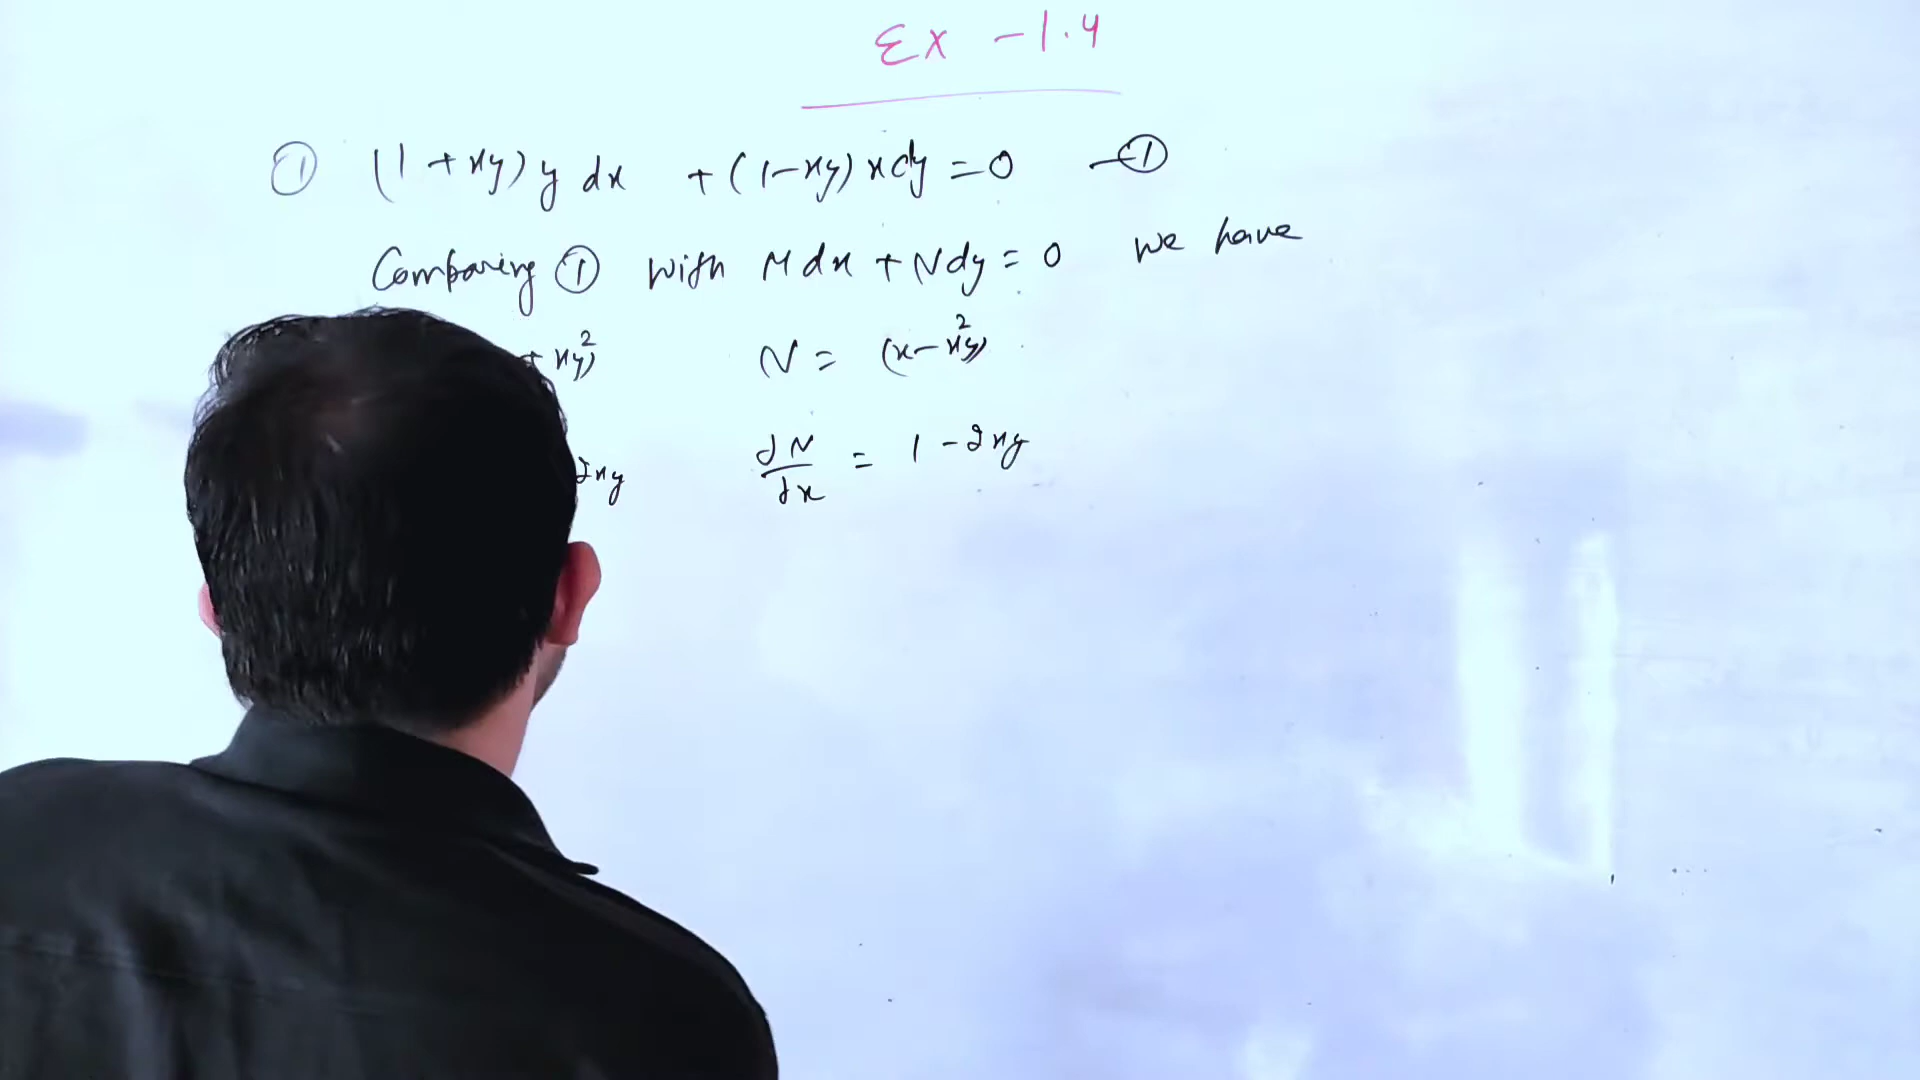 Ex - 1.4
① (1 + xy) y dx + (1 - xy) x dy = 0 — ①
Comparing ① with M dx + N dy = 0 we have
+ xy²) N = (x - x²y)
2xy ∂N/∂x = 1 - 2xy